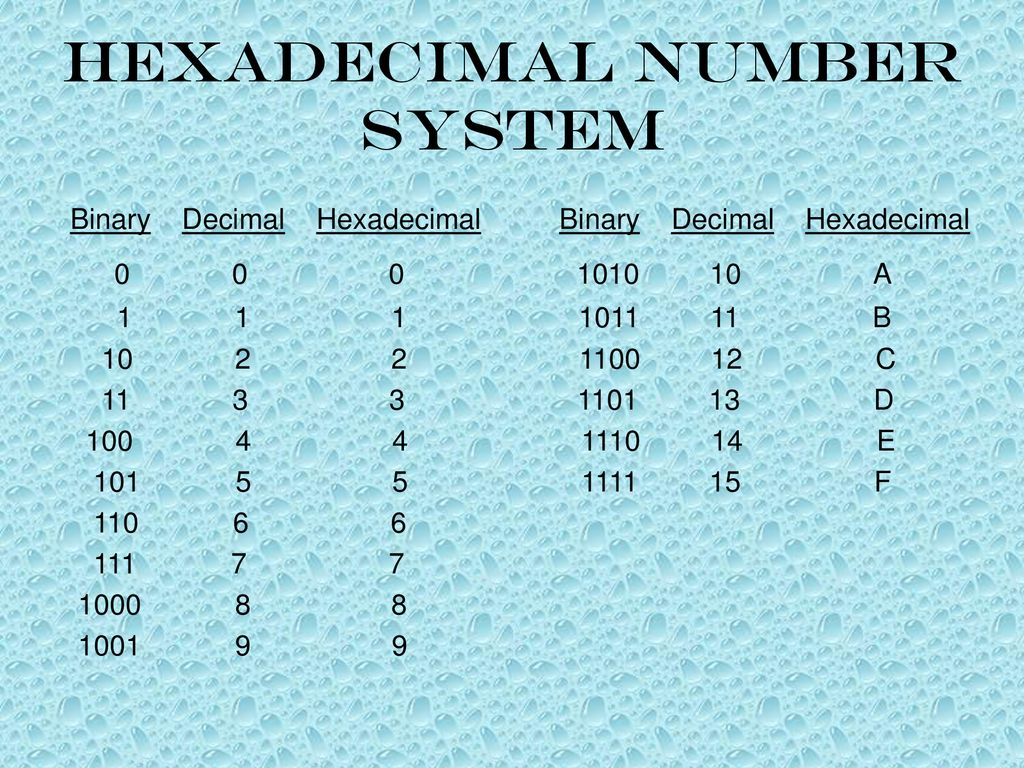 HEXADECIMAL NUMBER
SYSTEM
Binary Decimal Hexadecimal Binary Decimal Hexadecimal
0 0 0 1010 10 A
1 1 1 1011 11 B
10 2 2 1100 12 C
11 3 3 1101 13 D
100 4 4 1110 14 E
101 5 5 1111 15 F
110 6 6
111 7 7
1000 8 8
1001 9 9